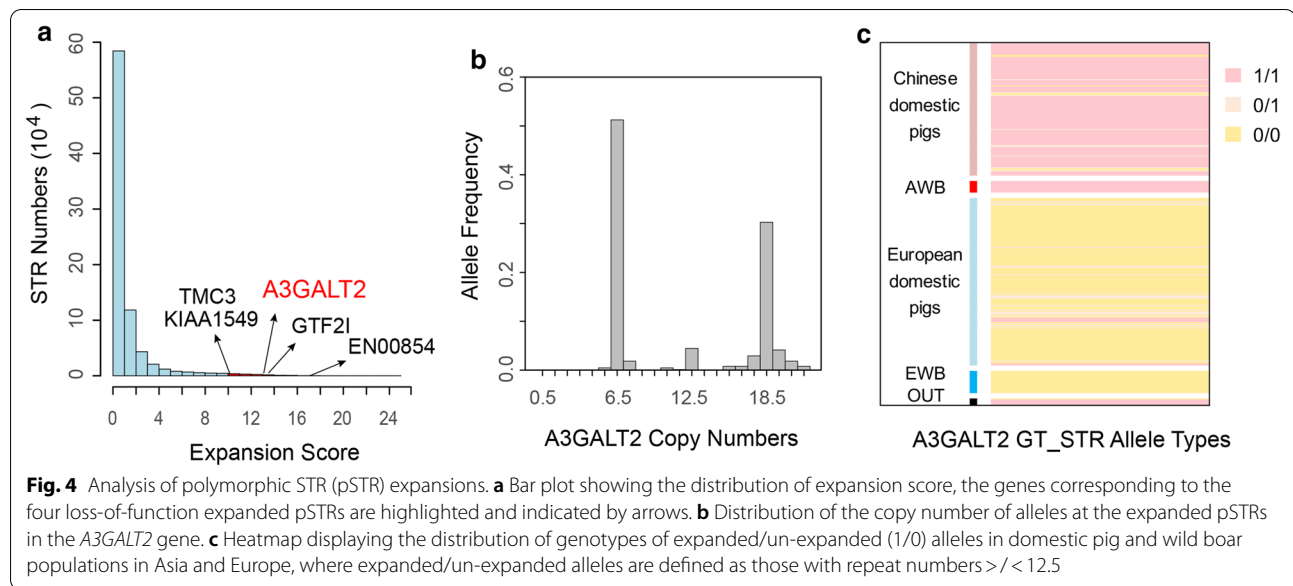 a
STR Numbers (10⁴)
60
50
40
30
20
10
0
TMC3
KIAA1549
A3GALT2
GTF2I
EN00854
0 4 8 12 16 20 24
Expansion Score
b
Allele Frequency
0.6
0.4
0.2
0.0
0.5 6.5 12.5 18.5
A3GALT2 Copy Numbers
c
Chinese
domestic
pigs
AWB
European
domestic
pigs
EWB
OUT
1/1
0/1
0/0
A3GALT2 GT_STR Allele Types
Fig. 4 Analysis of polymorphic STR (pSTR) expansions. a Bar plot showing the distribution of expansion score, the genes corresponding to the
four loss-of-function expanded pSTRs are highlighted and indicated by arrows. b Distribution of the copy number of alleles at the expanded pSTRs
in the A3GALT2 gene. c Heatmap displaying the distribution of genotypes of expanded/un-expanded (1/0) alleles in domestic pig and wild boar
populations in Asia and Europe, where expanded/un-expanded alleles are defined as those with repeat numbers > / < 12.5